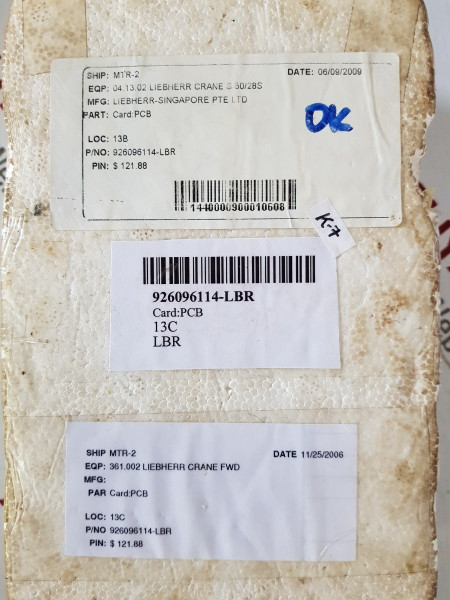 SHIP: MTR-2 DATE: 06/09/2009
EQP: 04.13.02 LIEBHERR CRANE S 60/28S
MFG: LIEBHERR-SINGAPORE PTE LTD
PART: Card:PCB
OK
LOC: 13B
P/NO: 926096114-LBR
PIN: $ 121.88
1440000900010608
K-7
926096114-LBR
Card:PCB
13C
LBR
SHIP MTR-2 DATE 11/25/2006
EQP: 361.002 LIEBHERR CRANE FWD
MFG:
PAR Card:PCB
LOC: 13C
P/NO 926096114-LBR
PIN: $ 121.88